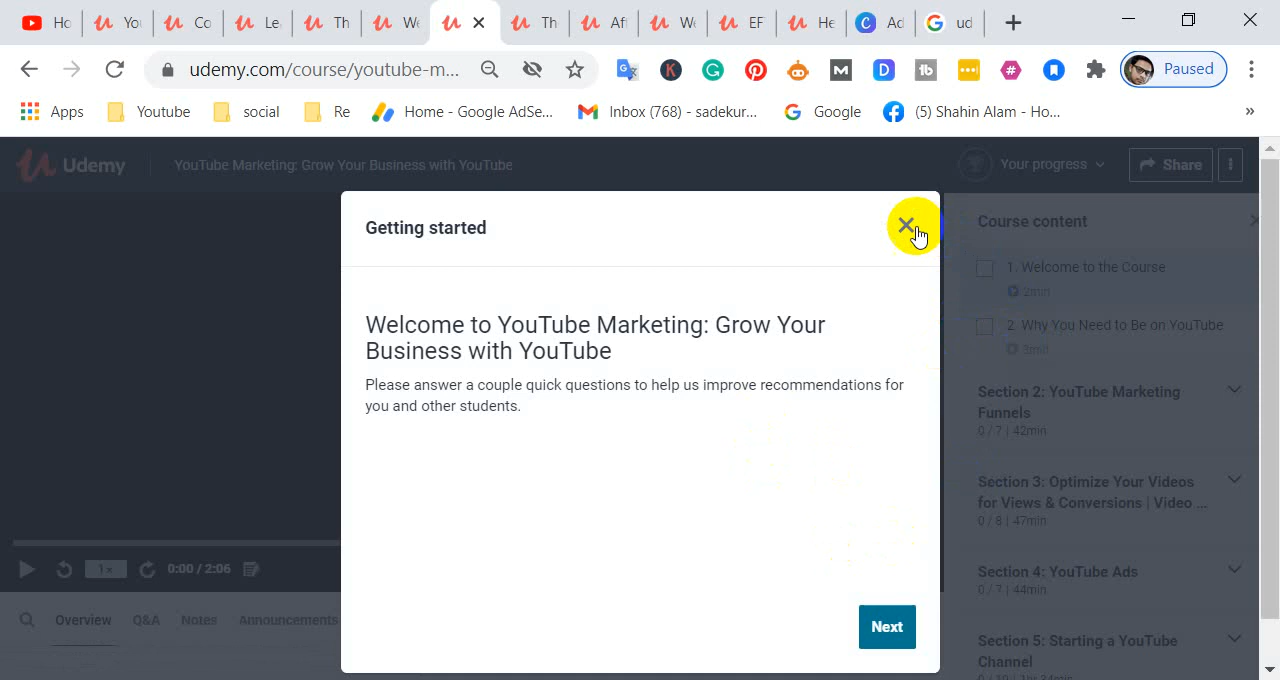 Ho
You
Co
Le
Th
We
Th
Aff
We
EF
He
Ad
ud
udemy.com/course/youtube-m...
Paused
Apps
Youtube
social
Re
Home - Google AdSe...
Inbox (768) - sadekur...
Google
(5) Shahin Alam - Ho...
»
Udemy
YouTube Marketing: Grow Your Business with YouTube
Your progress
Share
Getting started
Welcome to YouTube Marketing: Grow Your
Business with YouTube
Please answer a couple quick questions to help us improve recommendations for
you and other students.
Next
Course content
1. Welcome to the Course
2min
2. Why You Need to Be on YouTube
3min
Section 2: YouTube Marketing
Funnels
0 / 7 | 42min
Section 3: Optimize Your Videos
for Views & Conversions | Video ...
0 / 8 | 47min
Section 4: YouTube Ads
0 / 7 | 44min
Section 5: Starting a YouTube
Channel
1x
0:00 / 2:06
Overview
Q&A
Notes
Announcements